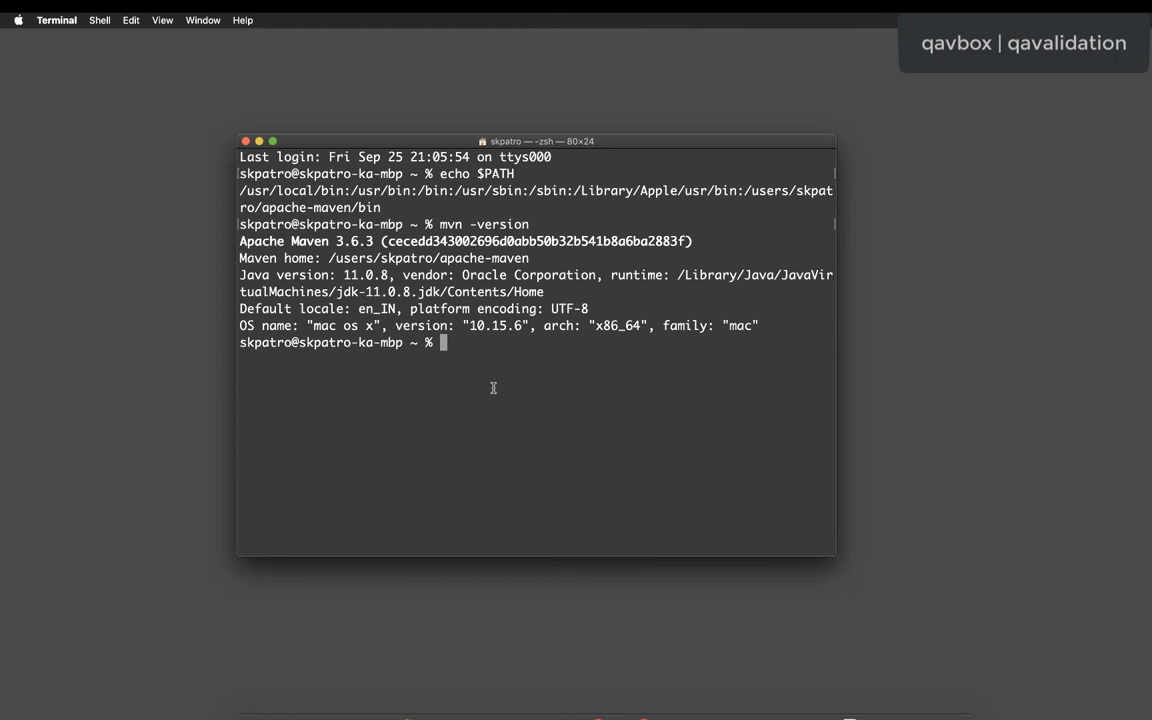 Terminal Shell Edit View Window Help
qavbox | qavalidation
skpatro — -zsh — 80×24
Last login: Fri Sep 25 21:05:54 on ttys000
skpatro@skpatro-ka-mbp ~ % echo $PATH
/usr/local/bin:/usr/bin:/bin:/usr/sbin:/sbin:/Library/Apple/usr/bin:/users/skpat
ro/apache-maven/bin
skpatro@skpatro-ka-mbp ~ % mvn -version
Apache Maven 3.6.3 (cecedd343002696d0abb50b32b541b8a6ba2883f)
Maven home: /users/skpatro/apache-maven
Java version: 11.0.8, vendor: Oracle Corporation, runtime: /Library/Java/JavaVir
tualMachines/jdk-11.0.8.jdk/Contents/Home
Default locale: en_IN, platform encoding: UTF-8
OS name: "mac os x", version: "10.15.6", arch: "x86_64", family: "mac"
skpatro@skpatro-ka-mbp ~ %